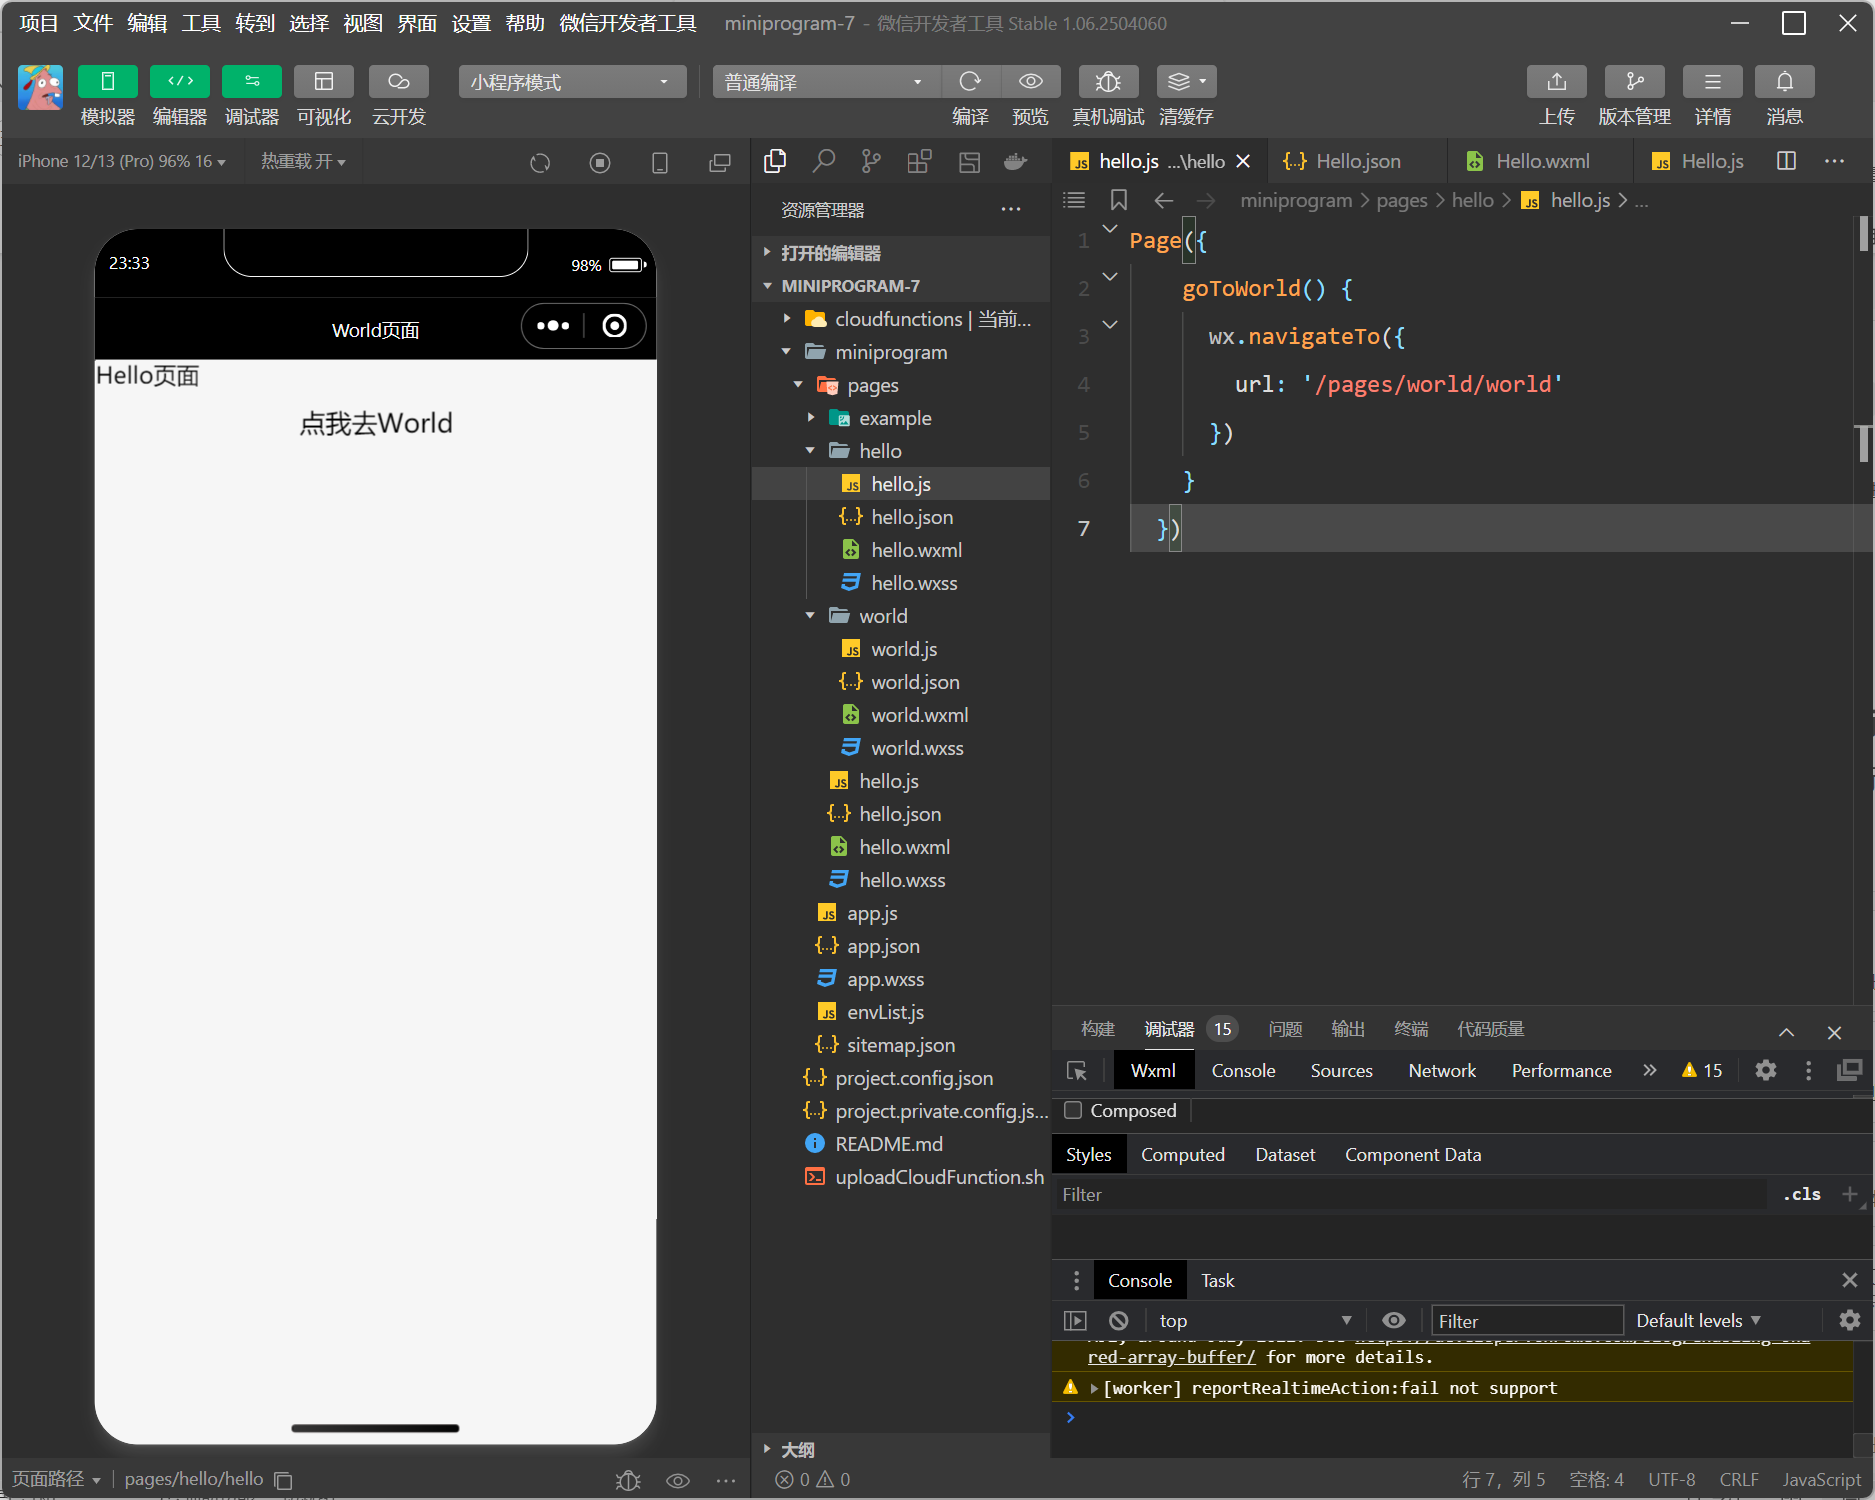 项目 文件 编辑 工具 转到 选择 视图 界面 设置 帮助 微信开发者工具 miniprogram-7 - 微信开发者工具 Stable 1.06.2504060
小程序模式 普通编译
模拟器 编辑器 调试器 可视化 云开发 编译 预览 真机调试 清缓存 上传 版本管理 详情 消息
iPhone 12/13 (Pro) 96% 16 热重载 开
23:33 98%
World页面
Hello页面
点我去World
页面路径 pages/hello/hello
资源管理器
打开的编辑器
MINIPROGRAM-7
cloudfunctions | 当前...
miniprogram
pages
example
hello
hello.js
hello.json
hello.wxml
hello.wxss
world
world.js
world.json
world.wxml
world.wxss
hello.js
hello.json
hello.wxml
hello.wxss
app.js
app.json
app.wxss
envList.js
sitemap.json
project.config.json
project.private.config.js...
README.md
uploadCloudFunction.sh
大纲
0 0
hello.js ...\hello Hello.json Hello.wxml Hello.js
miniprogram > pages > hello > hello.js > ...
1 Page({
2 goToWorld() {
3 wx.navigateTo({
4 url: '/pages/world/world'
5 })
6 }
7 })
构建 调试器 15 问题 输出 终端 代码质量
Wxml Console Sources Network Performance 15
Composed
Styles Computed Dataset Component Data
Filter .cls
Console Task
top Filter Default levels
red-array-buffer/ for more details.
[worker] reportRealtimeAction:fail not support
行 7，列 5 空格: 4 UTF-8 CRLF JavaScript